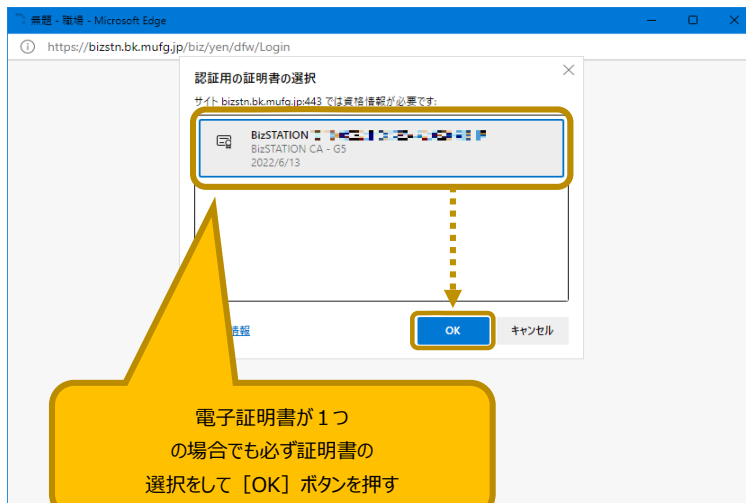 無題 - 職場 - Microsoft Edge
https://bizstn.bk.mufg.jp/biz/yen/dfw/Login
認証用の証明書の選択
サイト bizstn.bk.mufg.jp:443 では資格情報が必要です:
BizSTATION
BizSTATION CA - G5
2022/6/13
情報
OK
キャンセル
電子証明書が１つ
の場合でも必ず証明書の
選択をして［OK］ボタンを押す